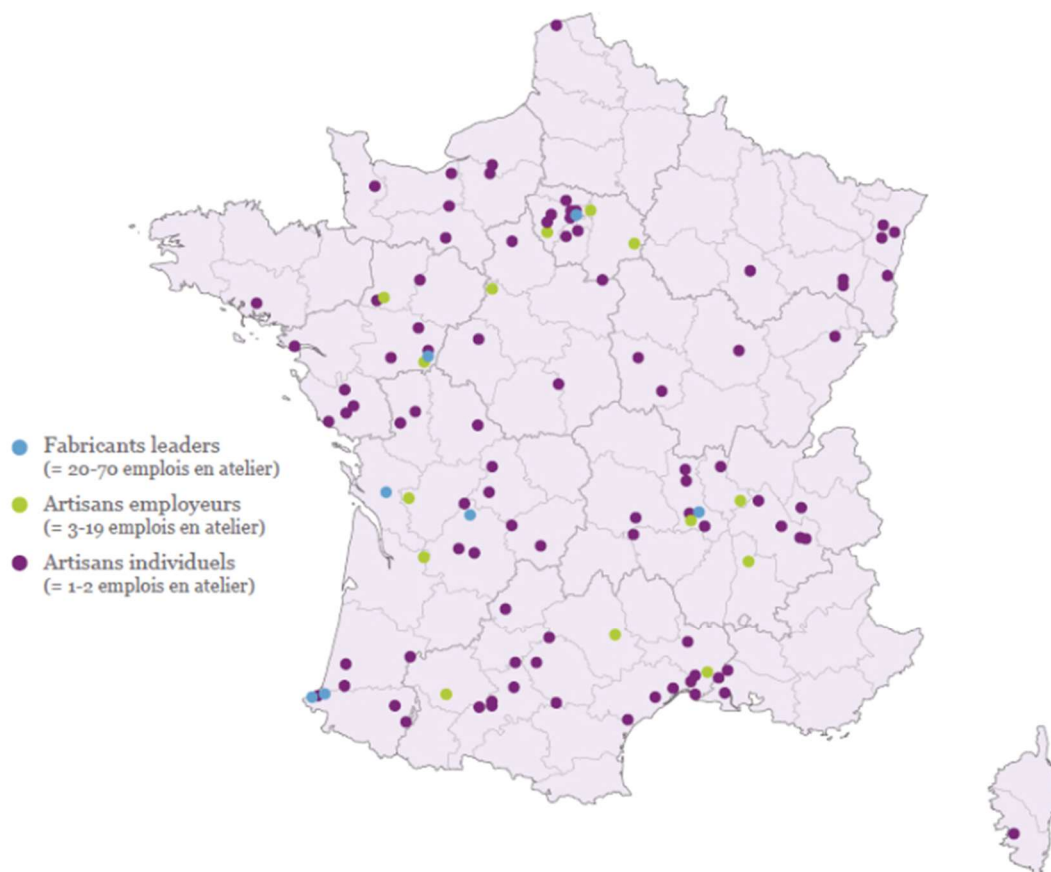 Fabricants leaders
(= 20-70 emplois en atelier)
Artisans employeurs
(= 3-19 emplois en atelier)
Artisans individuels
(= 1-2 emplois en atelier)